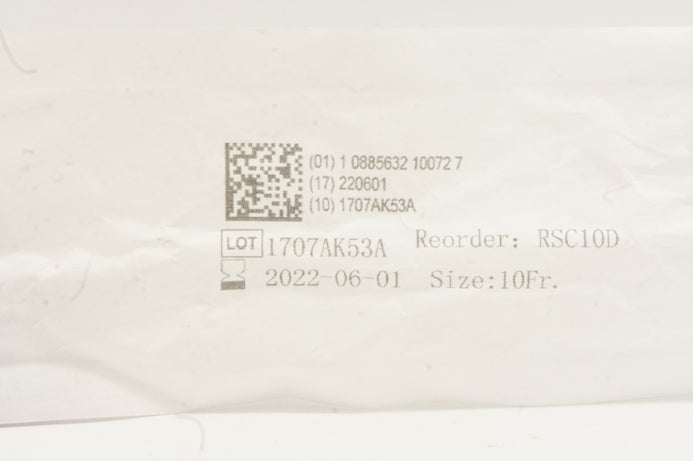 (01) 1 0885632 10072 7
(17) 220601
(10) 1707AK53A
LOT 1707AK53A Reorder: RSC10D
2022-06-01 Size:10Fr.